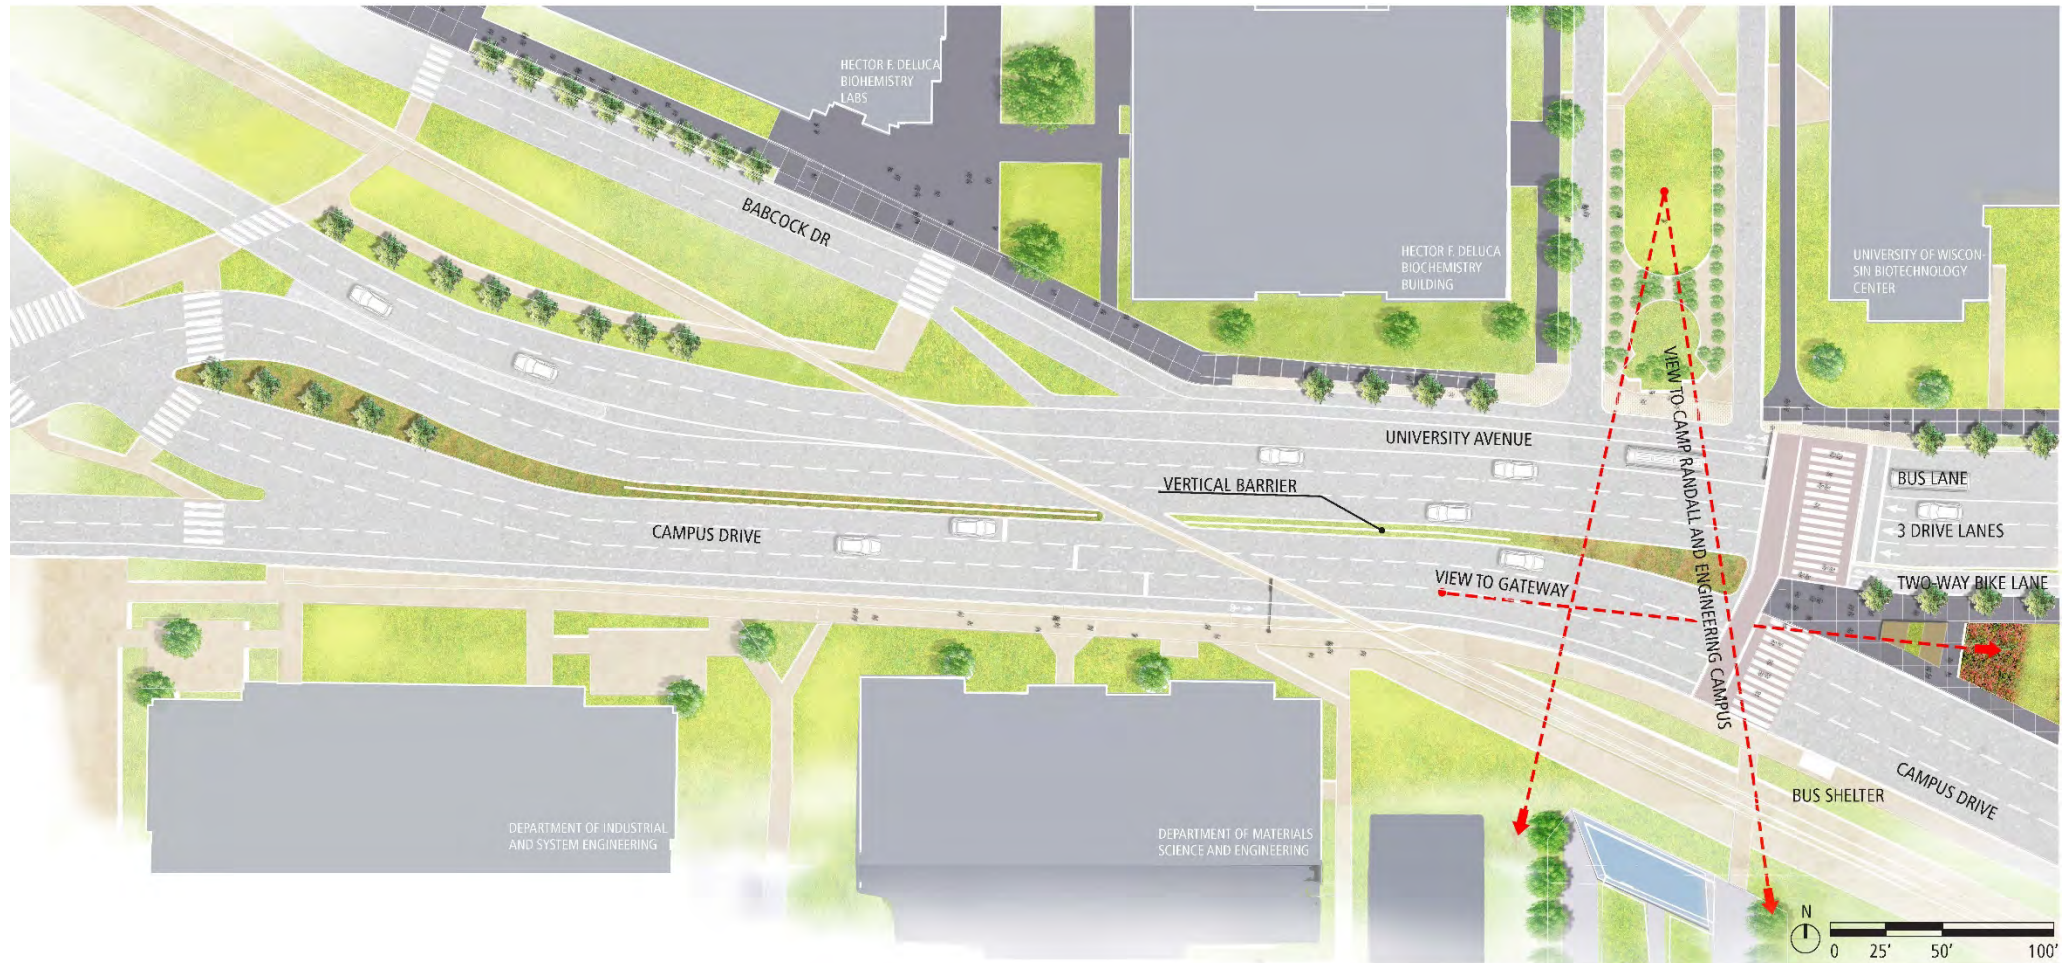 HECTOR F. DELUCA
BIOHEMISTRY
LABS
BABCOCK DR
HECTOR F. DELUCA
BIOCHEMISTRY
BUILDING
UNIVERSITY OF WISCON-
SIN BIOTECHNOLOGY
CENTER
VIEW TO CAMP RANDALL AND ENGINEERING CAMPUS
UNIVERSITY AVENUE
VERTICAL BARRIER
BUS LANE
CAMPUS DRIVE
3 DRIVE LANES
VIEW TO GATEWAY
TWO-WAY BIKE LANE
CAMPUS DRIVE
BUS SHELTER
DEPARTMENT OF INDUSTRIAL
AND SYSTEM ENGINEERING
DEPARTMENT OF MATERIALS
SCIENCE AND ENGINEERING
N
0 25' 50' 100'